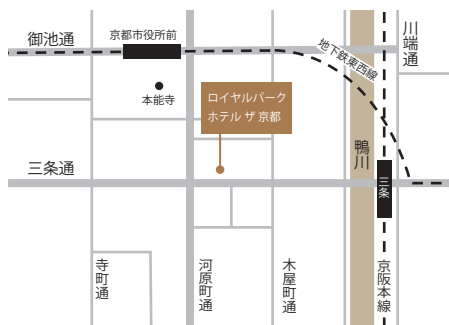 御池通
京都市役所前
川端通
地下鉄東西線
本能寺
ロイヤルパーク
ホテル ザ 京都
鴨川
三条通
三条
寺町通
河原町通
木屋町通
京阪本線